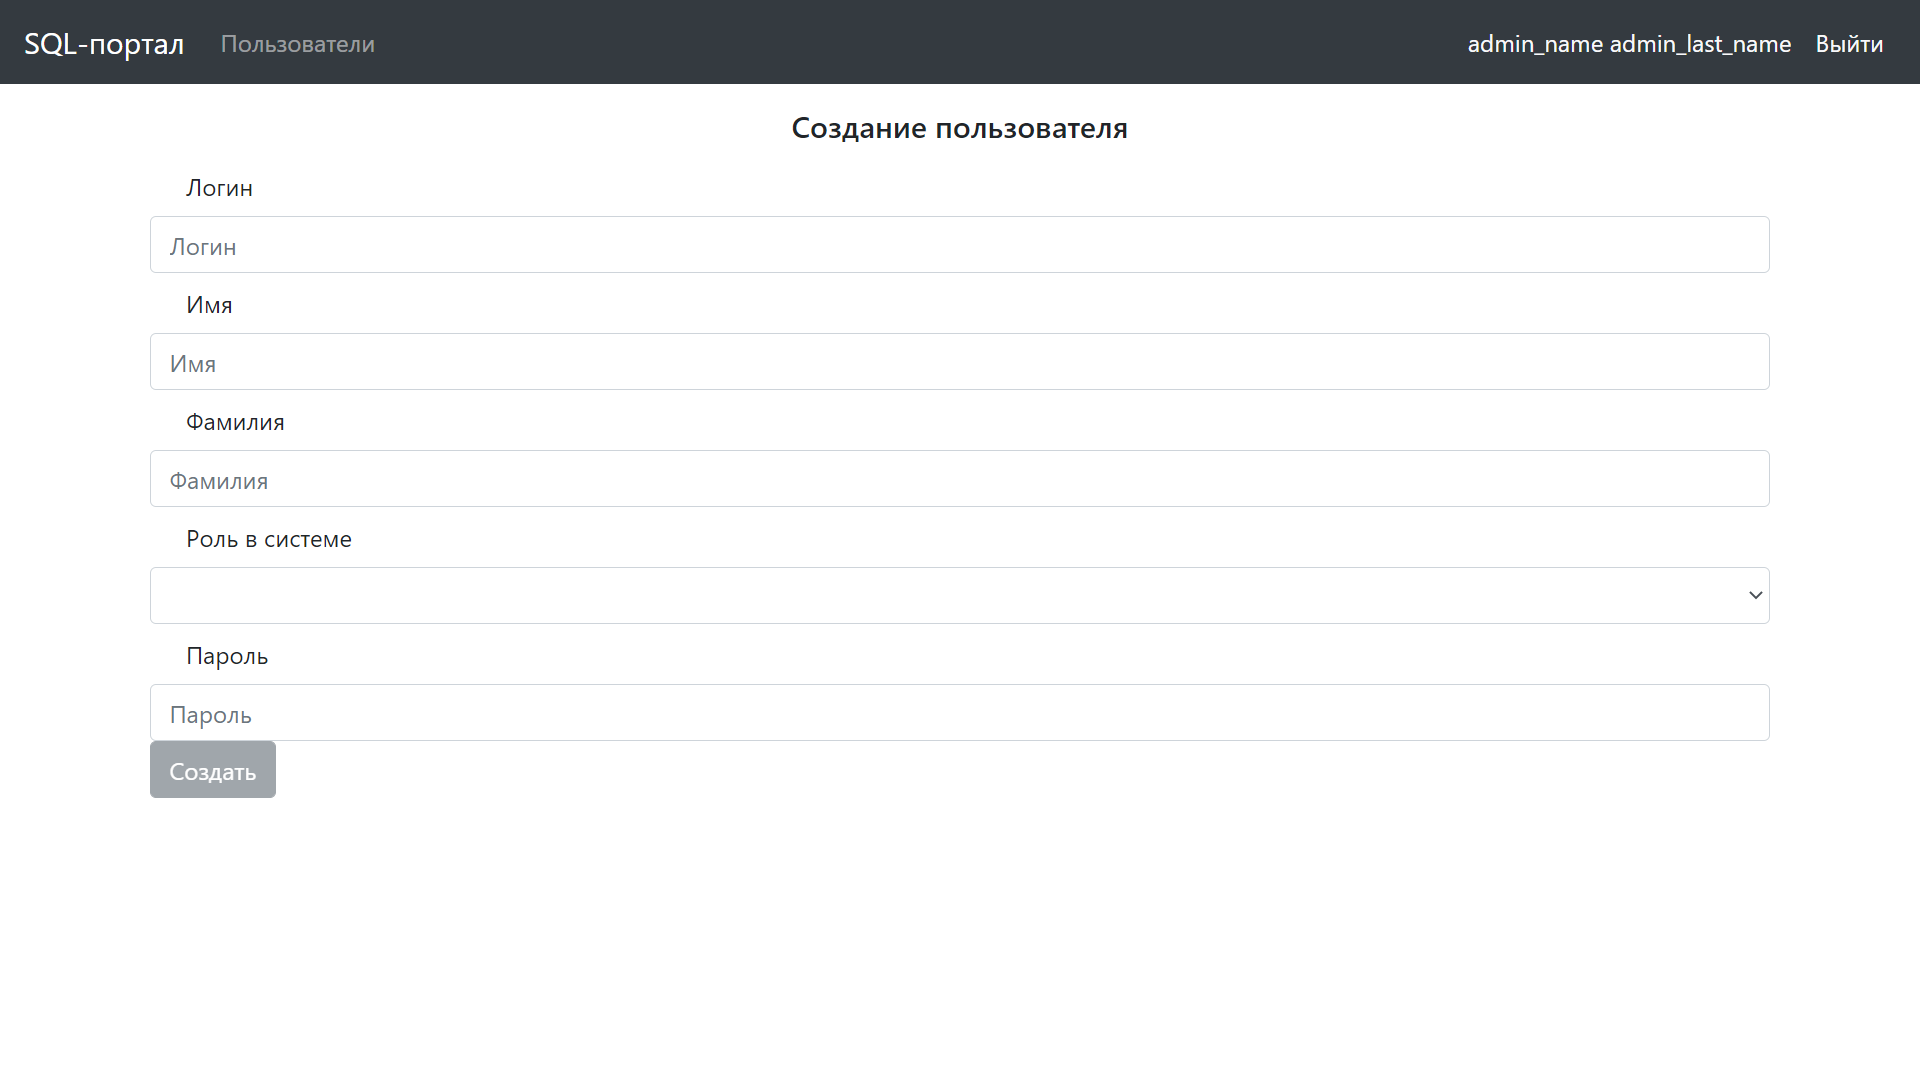 SQL-портал Пользователи admin_name admin_last_name Выйти
Создание пользователя
Логин
Логин
Имя
Имя
Фамилия
Фамилия
Роль в системе
Пароль
Пароль
Создать